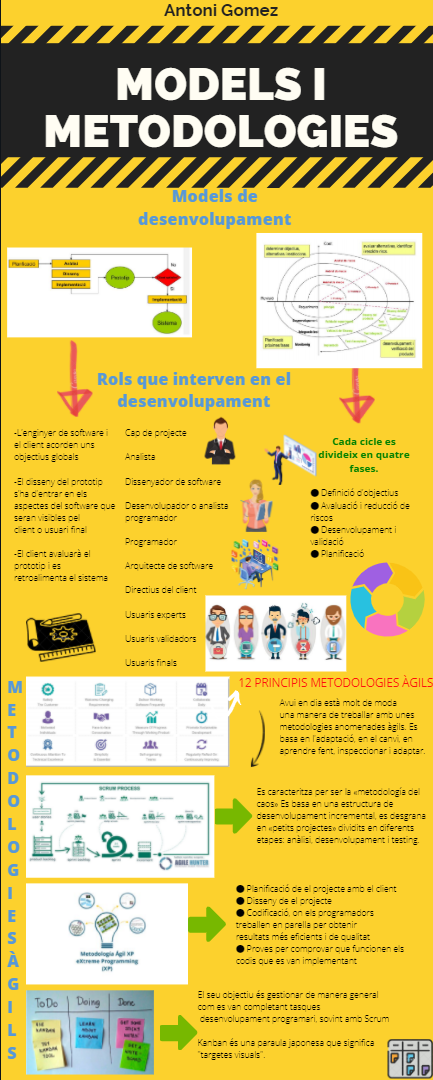 Antoni Gomez
MODELS I
METODOLOGIES
Models de
desenvolupament
Planificació
Anàlisi
Disseny
Implementació
Prototip
No
Si
Implementació
Sistema
Rols que interven en el
desenvolupament
-L'enginyer de software i
el client acorden uns
objectius globals
-El disseny del prototip
s'ha d'entrar en els
aspectes del software que
seran visibles pel
client o usuari final
-El client avaluarà el
prototip i es
retroalimenta el sistema
Cap de projecte
Analista
Dissenyador de software
Desenvolupador o analista
programador
Programador
Arquitecte de software
Directius del client
Usuaris experts
Usuaris validadors
Usuaris finals
Cada cicle es
divideix en quatre
fases.
● Definició d'objectius
● Avaluació i reducció de
riscos
● Desenvolupament i
validació
● Planificació
METODOLOGIES ÀGILS
12 PRINCIPIS METODOLOGIES ÀGILS
Avui en dia està molt de moda
una manera de treballar amb unes
metodologies anomenades àgils. Es
basa en l'adaptació, en el canvi, en
aprendre fent, inspeccionar i adaptar.
SCRUM PROCESS
Es caracteritza per ser la «metodología del
caos» Es basa en una estructura de
desenvolupament incremental, es desgrana
en «petits projectes» dividits en diferents
etapes: anàlisi, desenvolupament i testing.
Metodología Ágil XP
eXtreme Programming
(XP)
● Planificació de el projecte amb el client
● Disseny de el projecte
● Codificació, on els programadors
treballen en parella per obtenir
resultats més eficients i de qualitat
● Proves per comprovar que funcionen els
codis que es van implementant
To Do
Doing
Done
El seu objectiu és gestionar de manera general
com es van completant tasques
desenvolupament programari, sovint amb Scrum
Kanban és una paraula japonesa que significa
"targetes visuals".